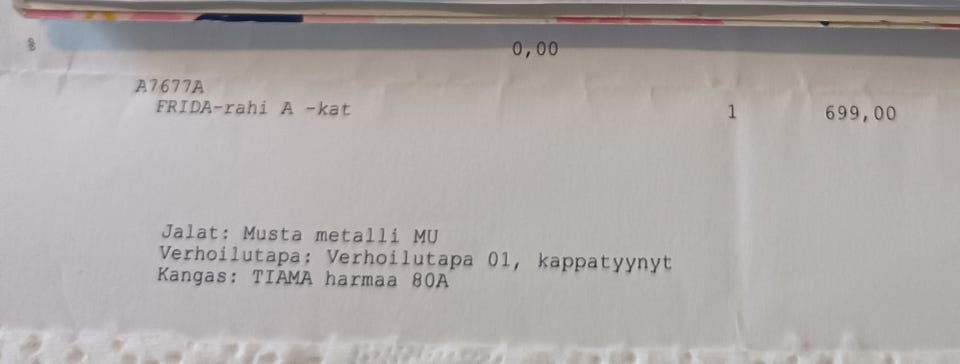 8 0,00
A7677A
FRIDA-rahi A -kat 1 699,00
Jalat: Musta metalli MU
Verhoilutapa: Verhoilutapa 01, kappatyynyt
Kangas: TIAMA harmaa 80A